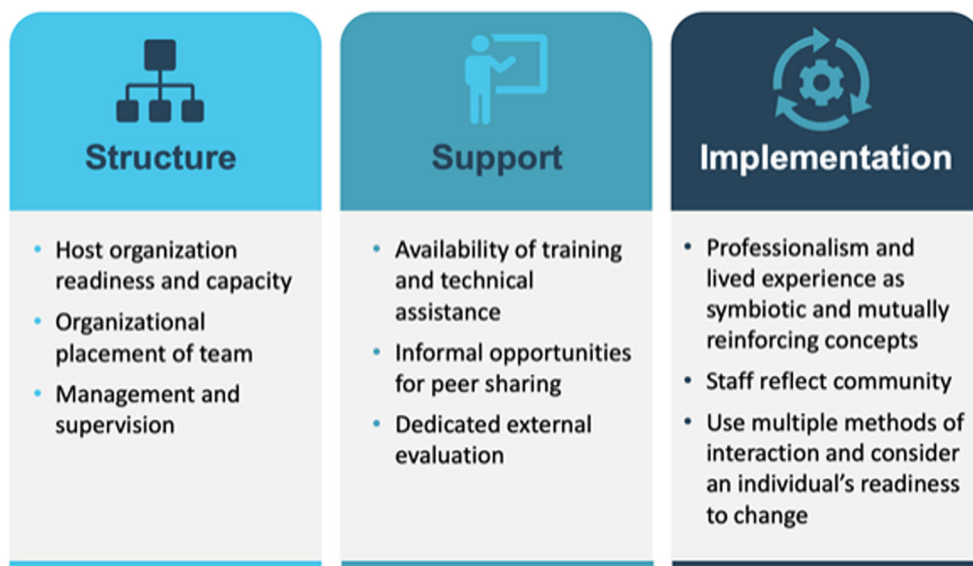 Structure
• Host organization
readiness and capacity
• Organizational
placement of team
• Management and
supervision
Support
• Availability of training
and technical
assistance
• Informal opportunities
for peer sharing
• Dedicated external
evaluation
Implementation
• Professionalism and
lived experience as
symbiotic and mutually
reinforcing concepts
• Staff reflect community
• Use multiple methods of
interaction and consider
an individual's readiness
to change